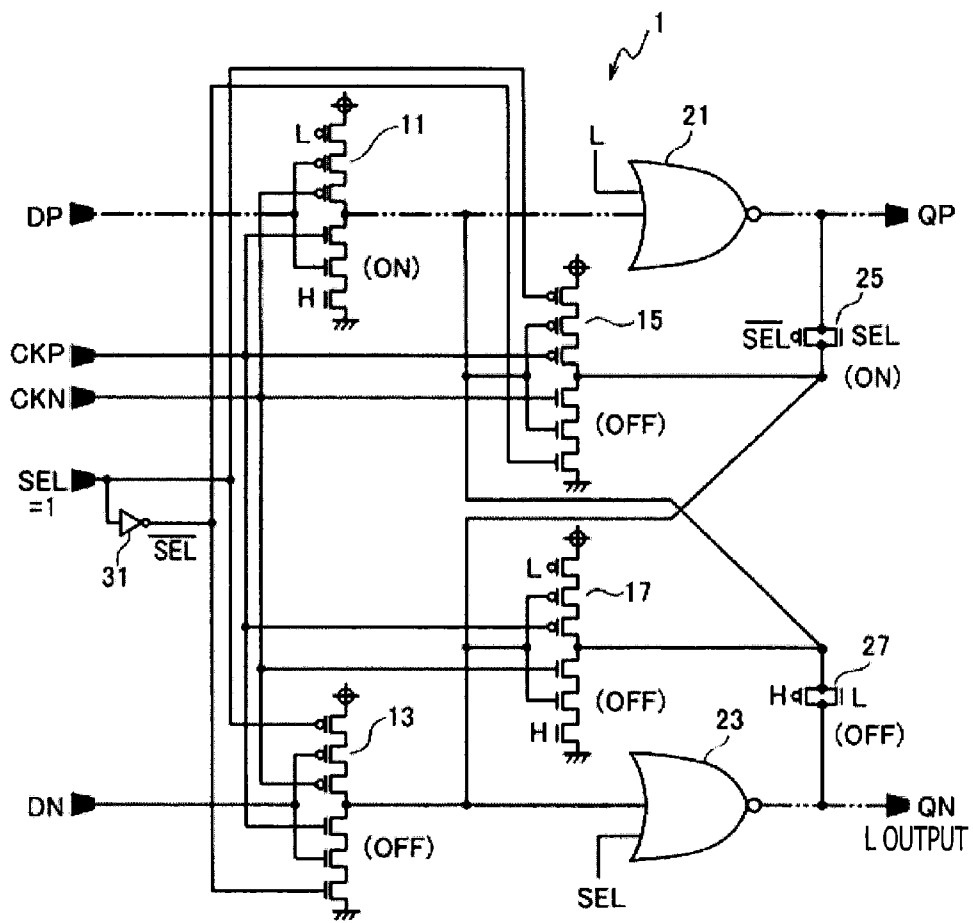 1
L
11
L
21
DP
QP
(ON)
H
25
15
SEL
SEL
CKP
(ON)
CKN
(OFF)
SEL
=1
31
SEL
L
17
27
H
L
13
(OFF)
23
(OFF)
H
DN
QN
(OFF)
L OUTPUT
SEL